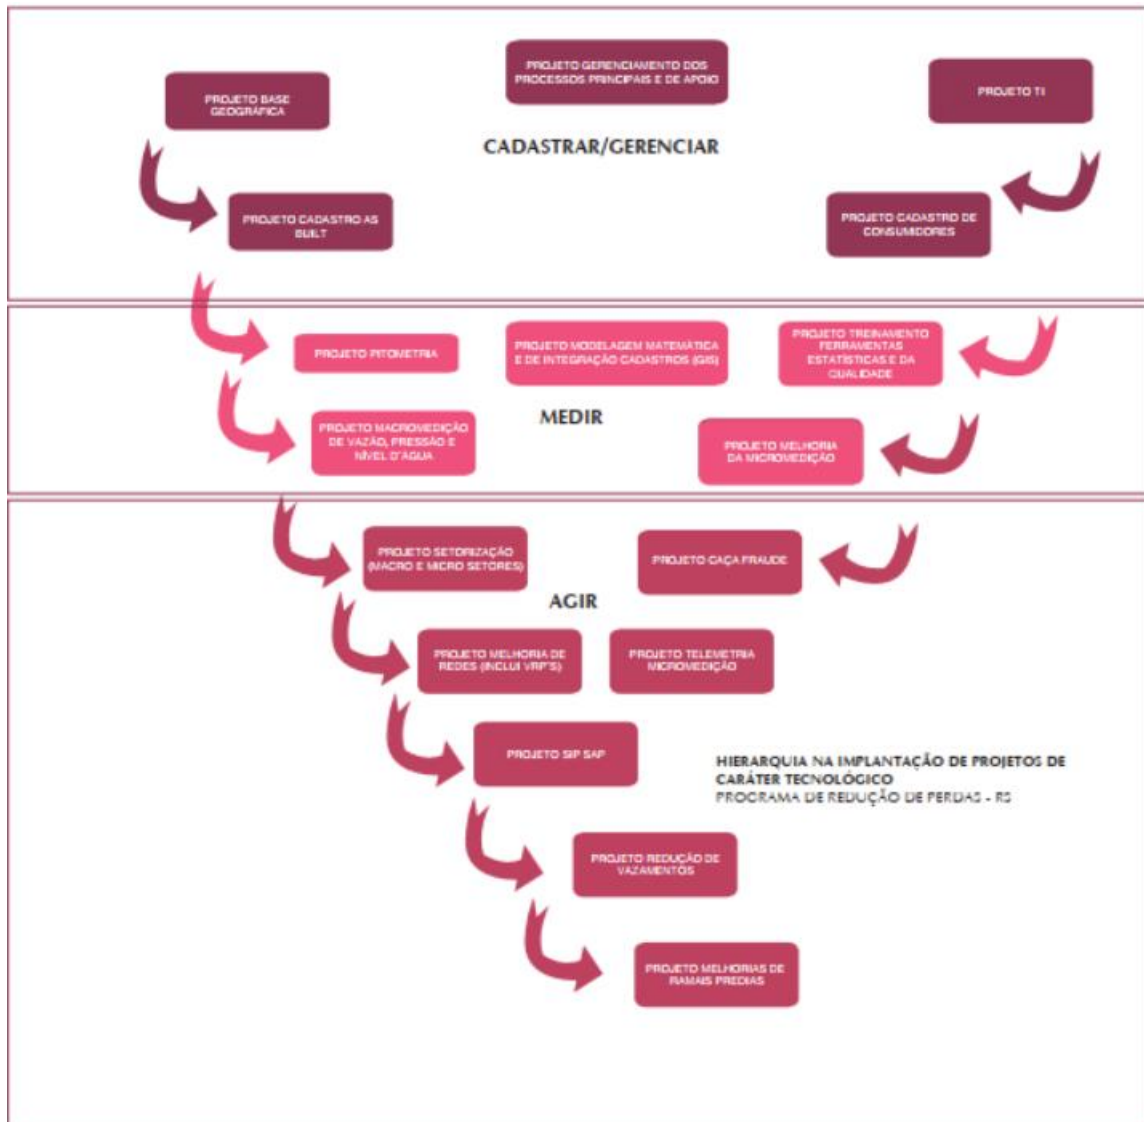 PROJETO GERENCIAMENTO DOS
PROCESSOS PRINCIPAIS E DE APOIO
PROJETO BASE
GEOGRÁFICA
PROJETO TI
CADASTRAR/GERENCIAR
PROJETO CADASTRO AS
BUILT
PROJETO CADASTRO DE
CONSUMIDORES
PROJETO PITOMETRIA
PROJETO MODELAGEM MATEMÁTICA
E DE INTEGRAÇÃO CADASTROS (GIS)
PROJETO TREINAMENTO
FERRAMENTAS
ESTATÍSTICAS E DA
QUALIDADE
MEDIR
PROJETO MACROMEDIÇÃO
DE VAZÃO, PRESSÃO E
NÍVEL D'ÁGUA
PROJETO MELHORIA
DA MICROMEDIÇÃO
PROJETO SETORIZAÇÃO
(MACRO E MICRO SETORES)
PROJETO CAÇA FRAUDE
AGIR
PROJETO MELHORIA DE
REDES (INCLUI VRP'S)
PROJETO TELEMETRIA
MICROMEDIÇÃO
PROJETO SIP SAP
HIERARQUIA NA IMPLANTAÇÃO DE PROJETOS DE
CARÁTER TECNOLÓGICO
PROGRAMA DE REDUÇÃO DE PERDAS - RS
PROJETO REDUÇÃO DE
VAZAMENTOS
PROJETO MELHORIAS DE
RAMAIS PREDIAS